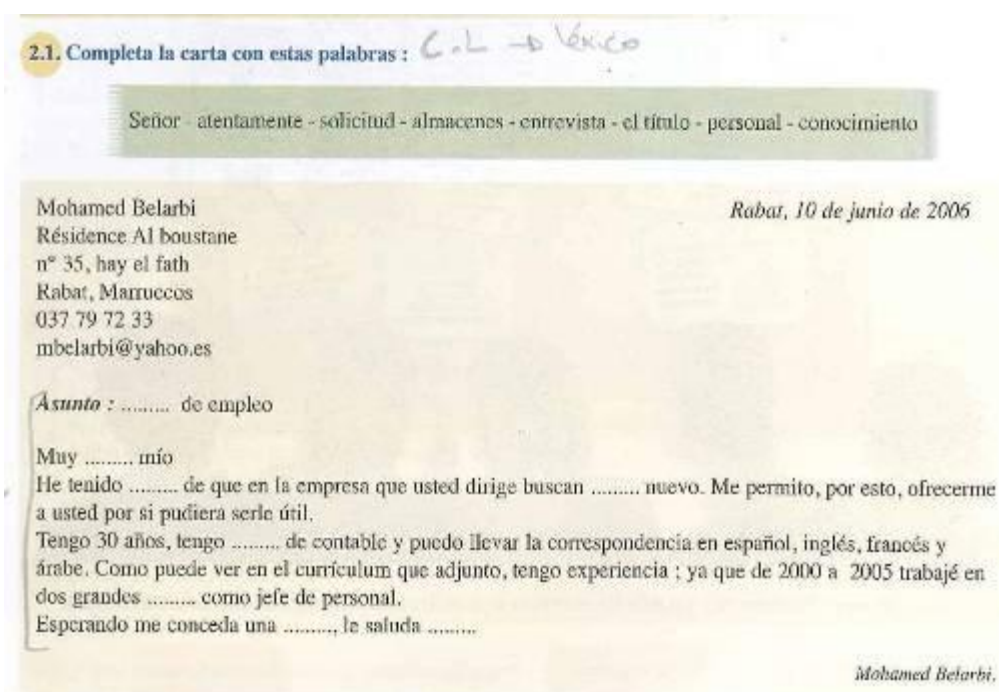 2.1. Completa la carta con estas palabras : C.L → léxico
Señor - atentamente - solicitud - almacenes - entrevista - el título - personal - conocimiento
Mohamed Belarbi
Rabat, 10 de junio de 2006
Résidence Al boustane
n° 35, hay el fath
Rabat, Marruecos
037 79 72 33
mbelarbi@yahoo.es
Asunto : ......... de empleo
Muy ......... mío
He tenido ......... de que en la empresa que usted dirige buscan ......... nuevo. Me permito, por esto, ofrecerme
a usted por si pudiera serle útil.
Tengo 30 años, tengo ......... de contable y puedo llevar la correspondencia en español, inglés, francés y
árabe. Como puede ver en el currículum que adjunto, tengo experiencia ; ya que de 2000 a 2005 trabajé en
dos grandes ......... como jefe de personal.
Esperando me conceda una ........., le saluda .........
Mohamed Belarbi.